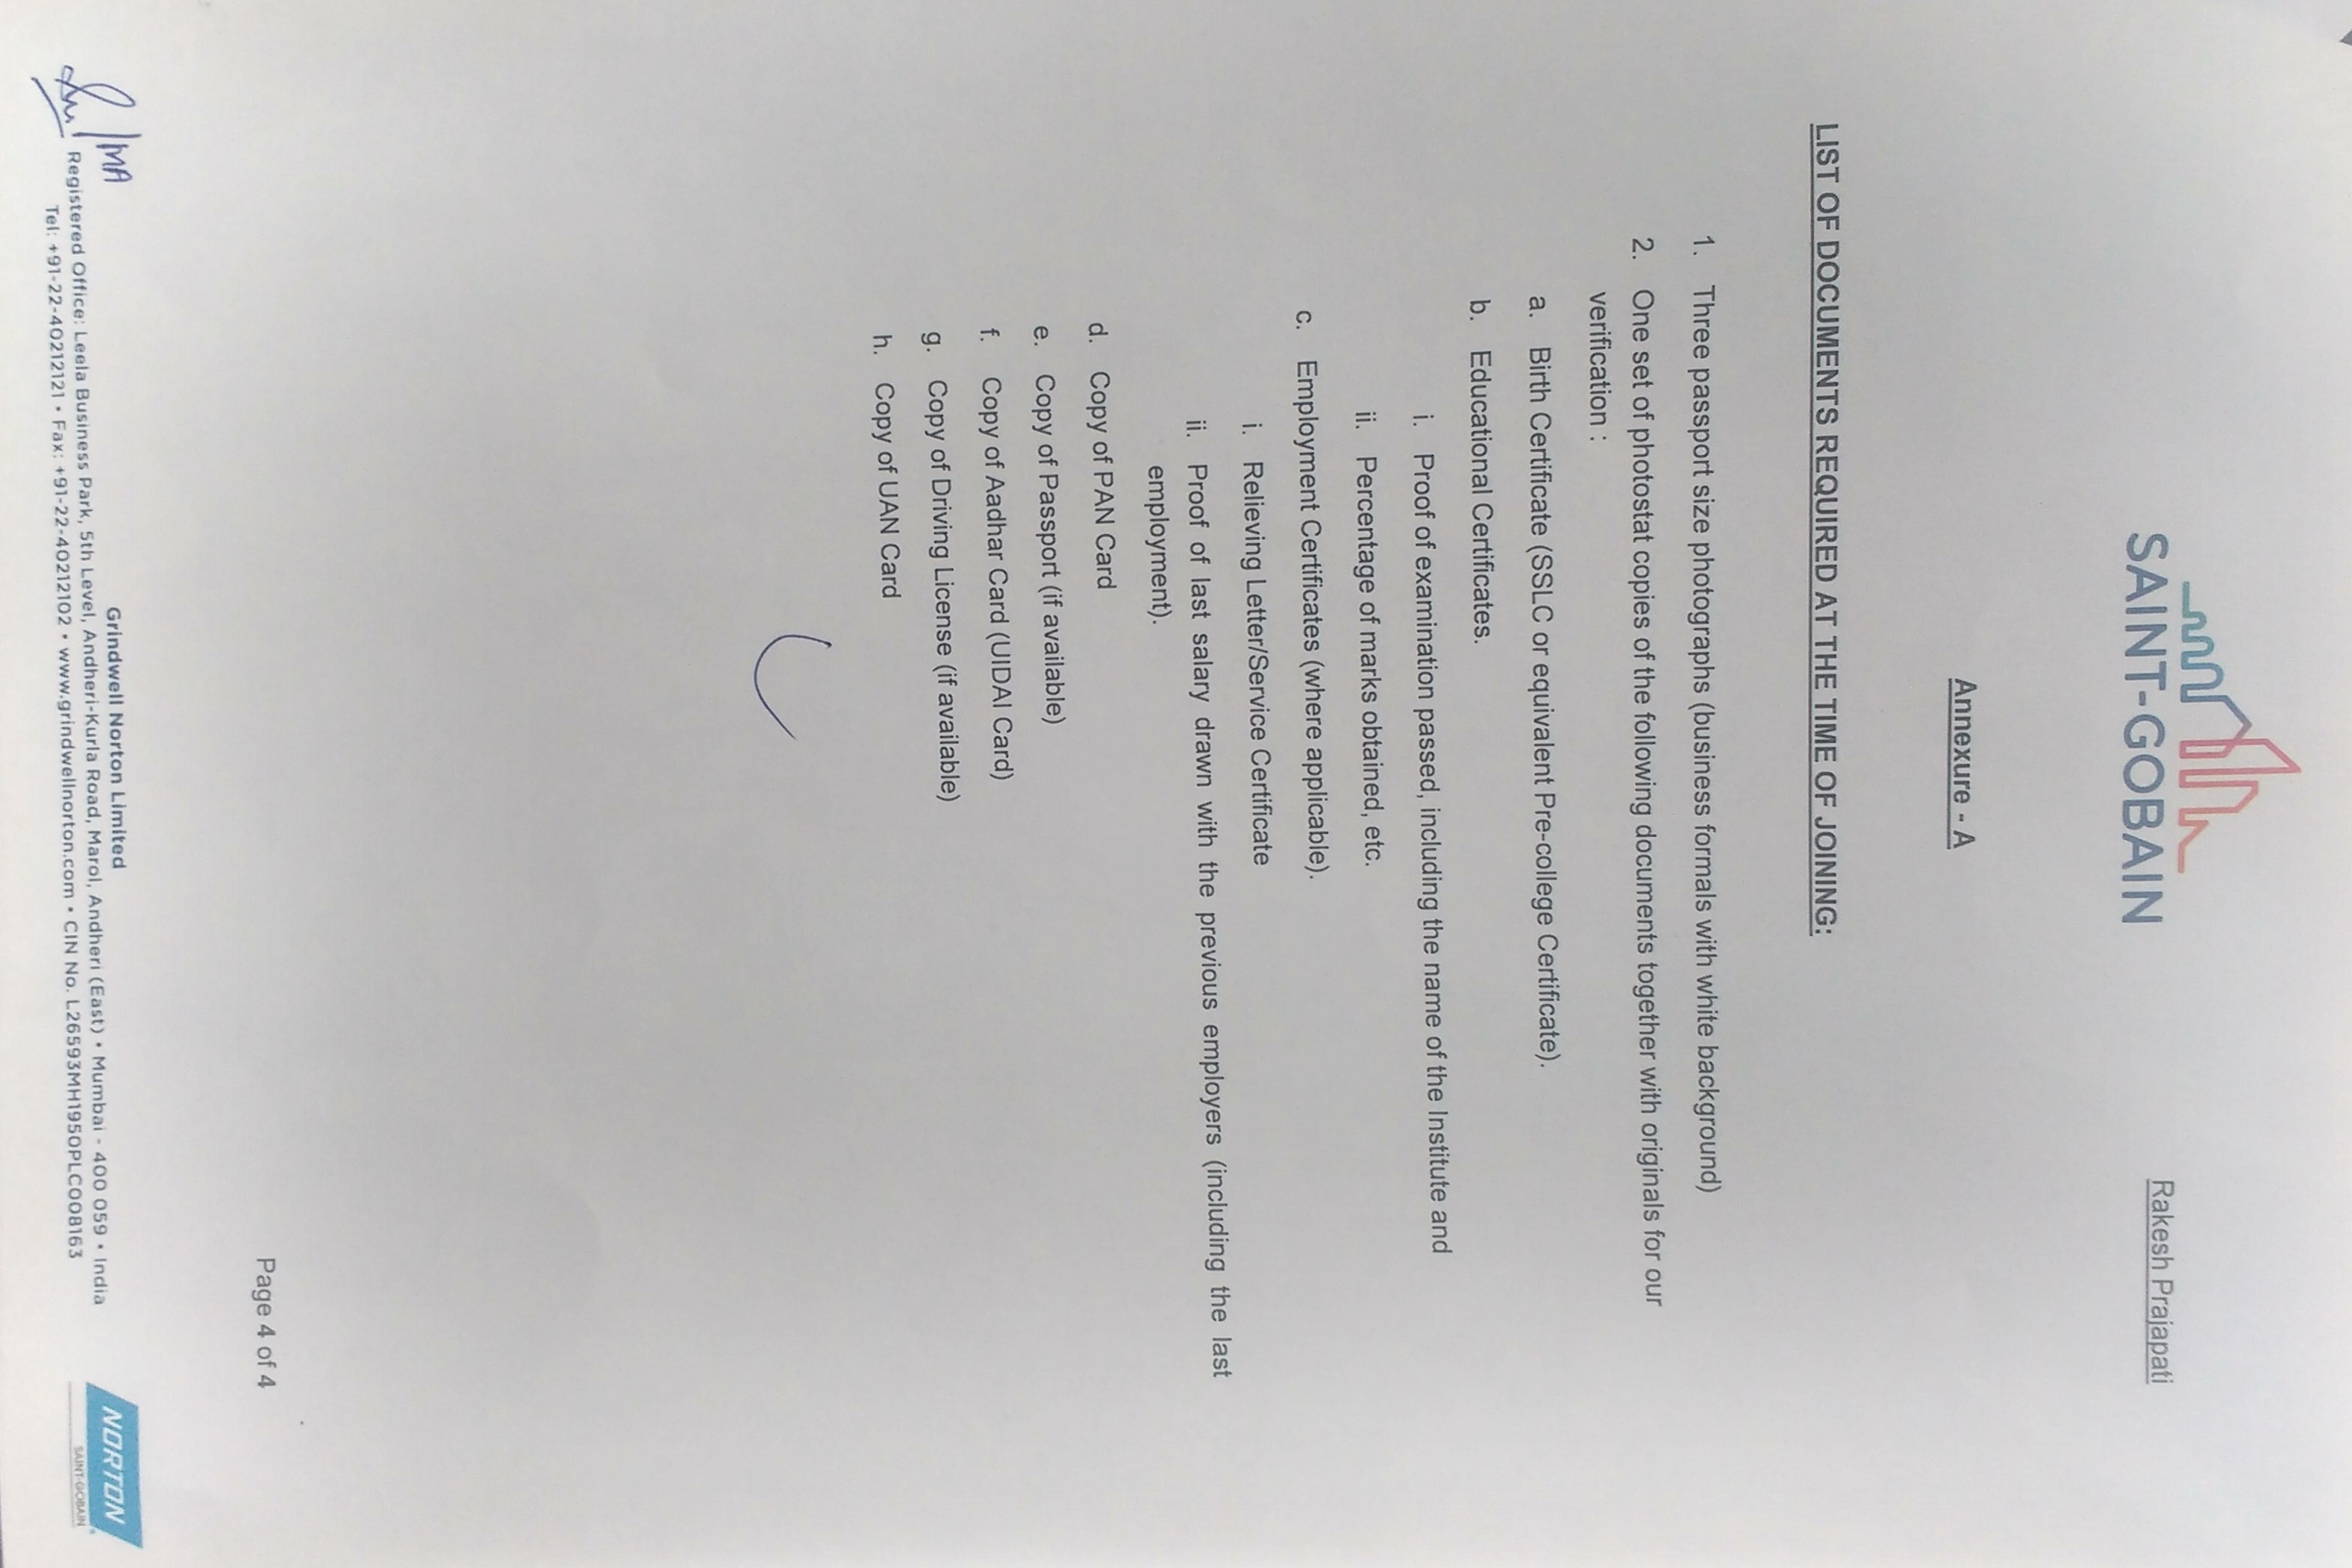 SAINT-GOBAIN
Rakesh Prajapati
Annexure - A
LIST OF DOCUMENTS REQUIRED AT THE TIME OF JOINING:
1. Three passport size photographs (business formals with white background)
2. One set of photostat copies of the following documents together with originals for our
verification :
a. Birth Certificate (SSLC or equivalent Pre-college Certificate).
b. Educational Certificates.
i. Proof of examination passed, including the name of the Institute and
ii. Percentage of marks obtained, etc.
c. Employment Certificates (where applicable).
i. Relieving Letter/Service Certificate
ii. Proof of last salary drawn with the previous employers (including the last
employment).
d. Copy of PAN Card
e. Copy of Passport (if available)
f. Copy of Aadhar Card (UIDAI Card)
g. Copy of Driving License (if available)
h. Copy of UAN Card
Page 4 of 4
MA
Grindwell Norton Limited
Registered Office: Leela Business Park, 5th Level, Andheri-Kurla Road, Marol, Andheri (East) • Mumbai - 400 059 • India
Tel: +91-22-40212121 • Fax: +91-22-40212102 • www.grindwellnorton.com • CIN No. L26593MH1950PLC008163
NORTON
SAINT-GOBAIN